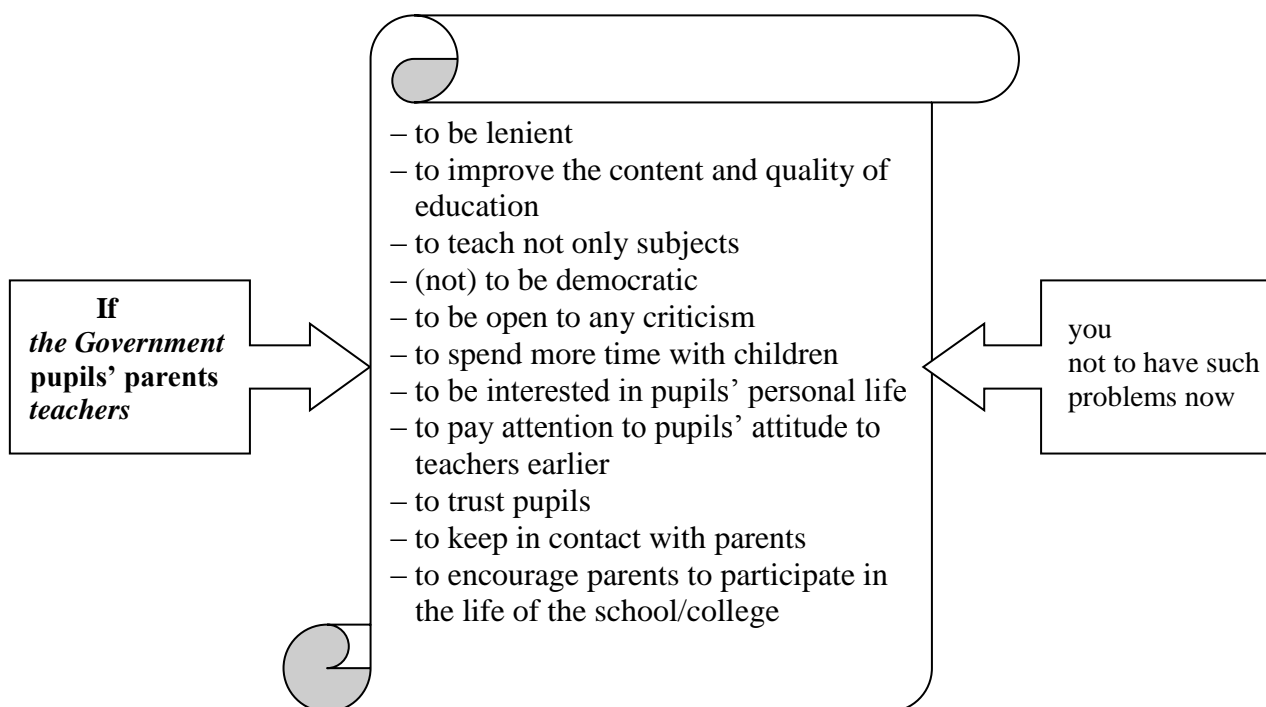 If
the Government
pupils’ parents
teachers
– to be lenient
– to improve the content and quality of
education
– to teach not only subjects
– (not) to be democratic
– to be open to any criticism
– to spend more time with children
– to be interested in pupils’ personal life
– to pay attention to pupils’ attitude to
teachers earlier
– to trust pupils
– to keep in contact with parents
– to encourage parents to participate in
the life of the school/college
you
not to have such
problems now